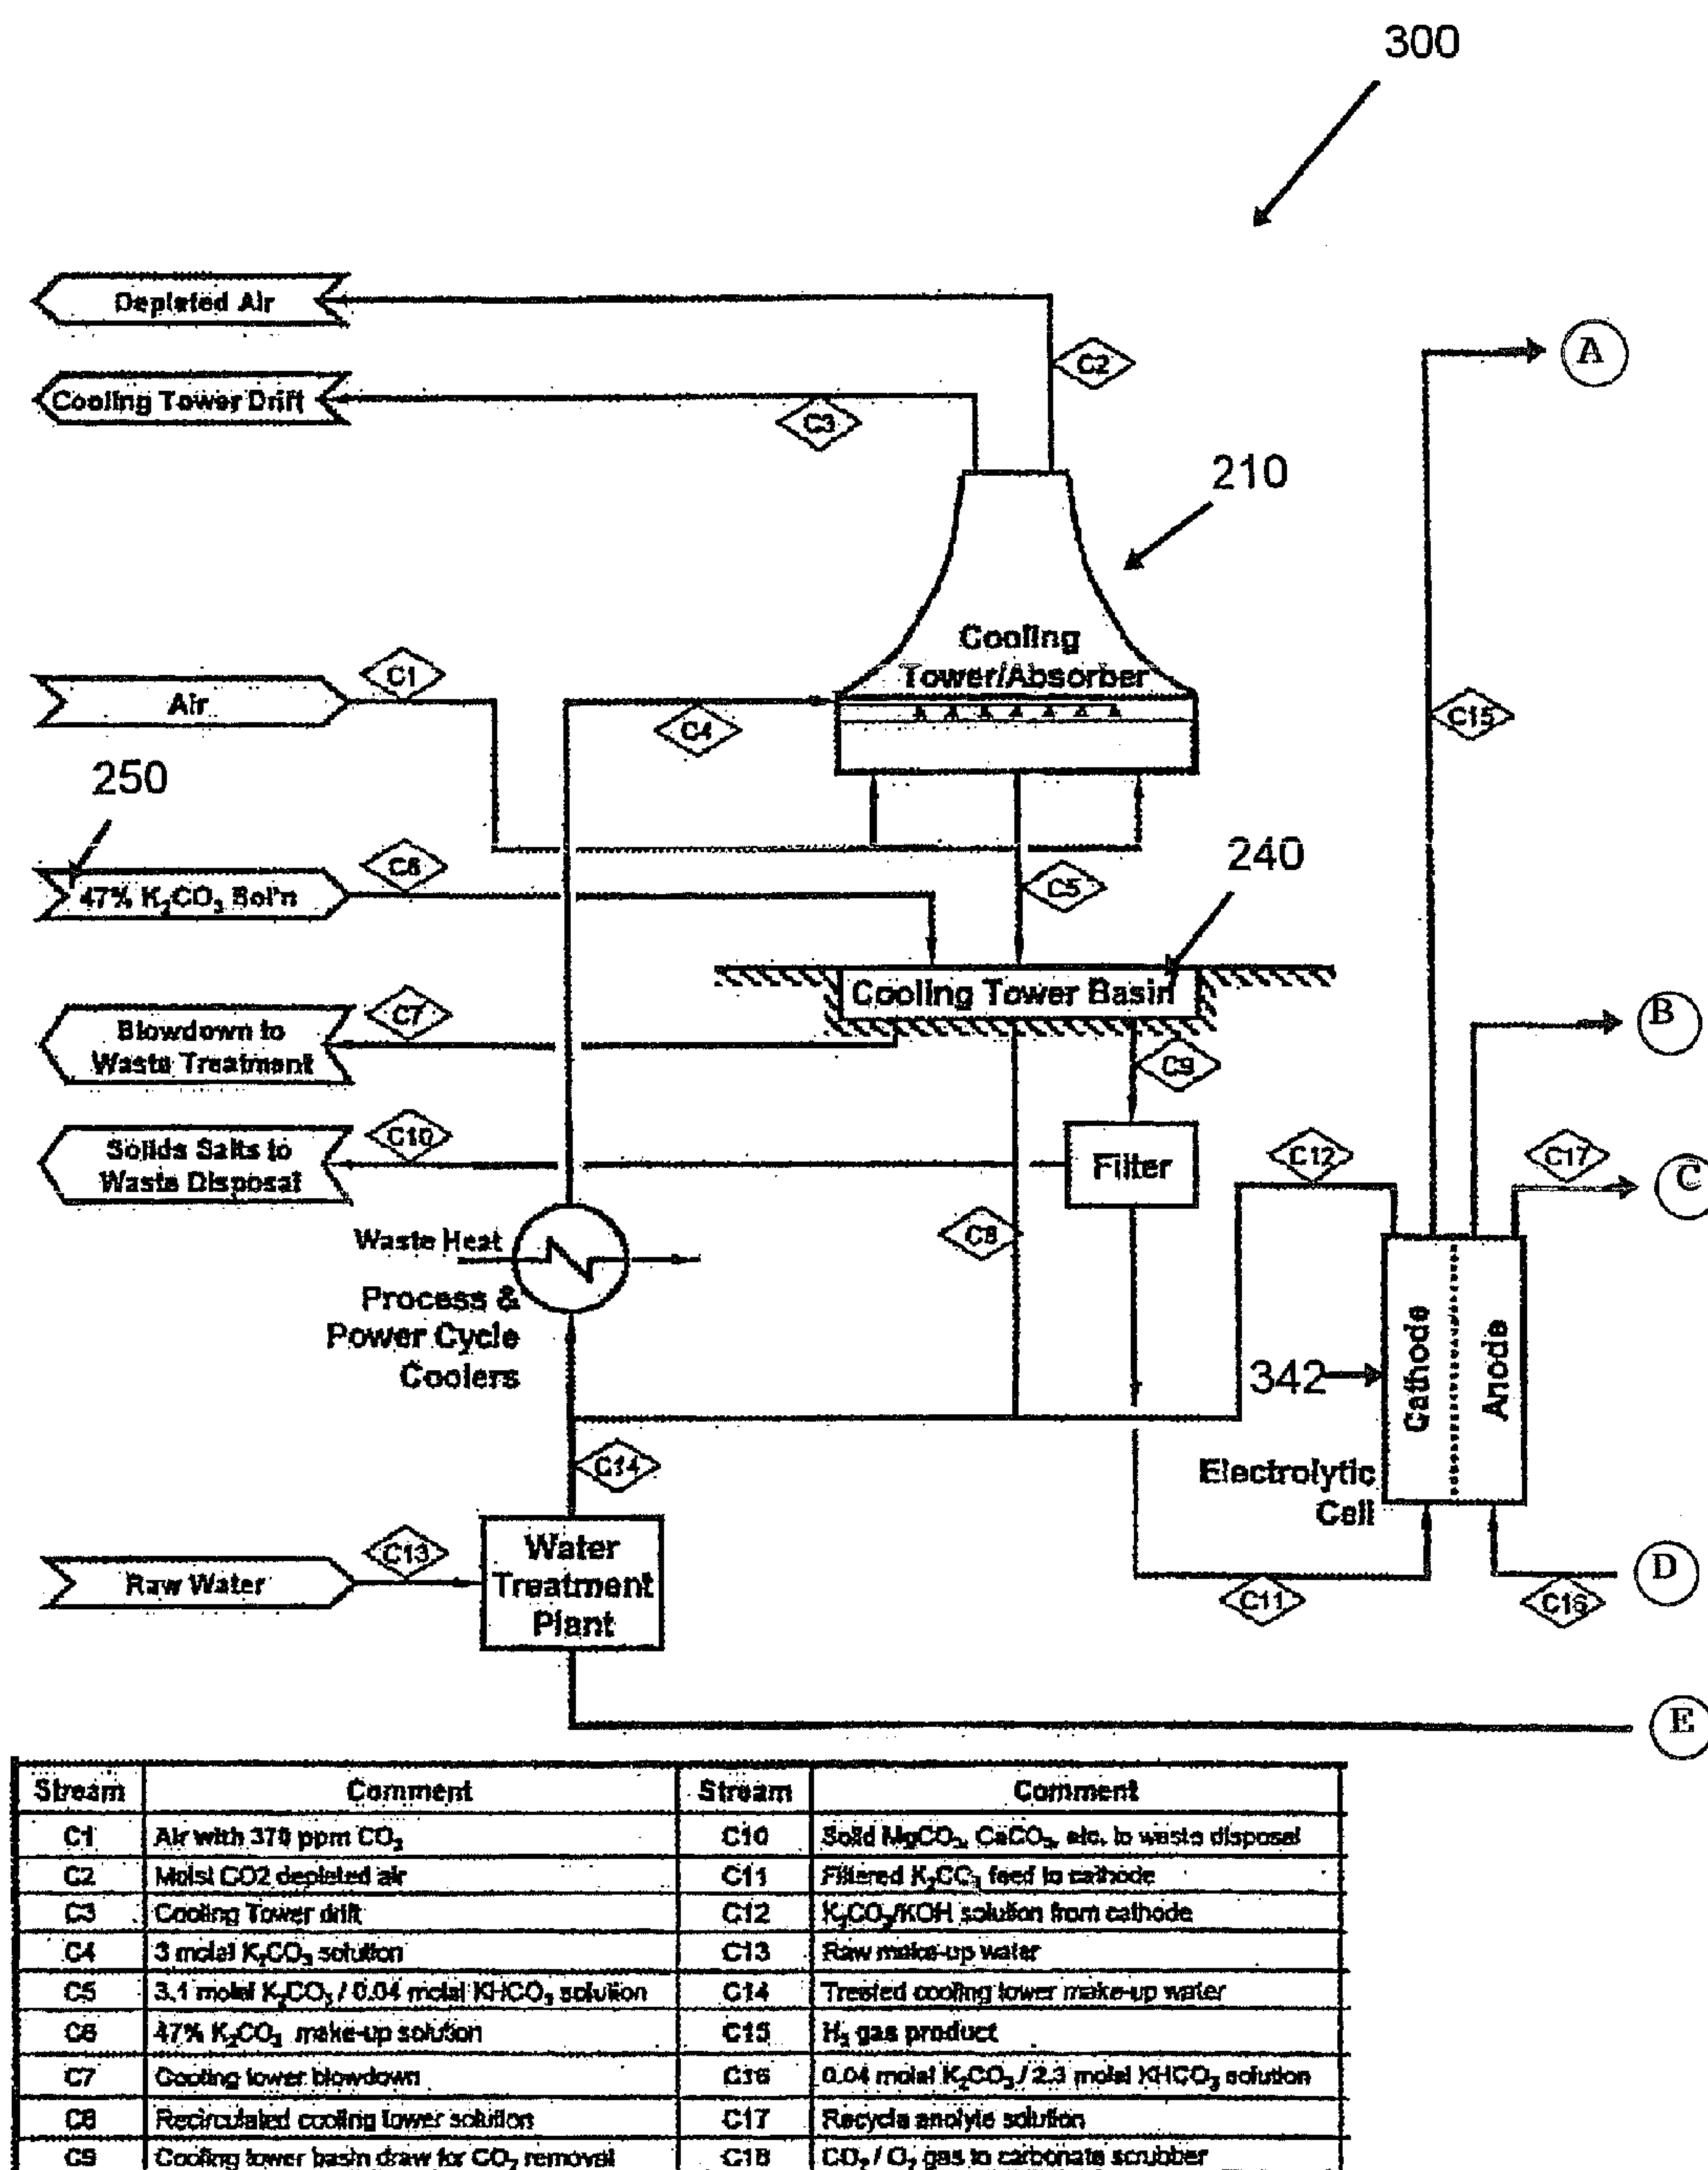 300
Depleted Air
A
C2
Cooling Tower Drift
C3
210
Cooling
Tower/Absorber
C1
Air
C4
C15
250
C6
47% K₂CO₃ Sol'n
240
C5
Cooling Tower Basin
C7
Blowdown to
Waste Treatment
B
C9
C10
Solids Salts to
Waste Disposal
Filter
C12
C17
C
C8
Waste Heat
Process &
Power Cycle
Coolers
342
Cathode
Anode
C14
Electrolytic
Cell
Water
Treatment
Plant
C13
Raw Water
C11
C16
D
E
Stream Comment Stream Comment
C1 Air with 370 ppm CO₂ C10 Solid MgCO₃, CaCO₃, etc. to waste disposal
C2 Moist CO2 depleted air C11 Filtered K₂CO₃ feed to cathode
C3 Cooling Tower drift C12 K₂CO₃/KOH solution from cathode
C4 3 molal K₂CO₃ solution C13 Raw make-up water
C5 3.1 molal K₂CO₃ / 0.04 molal KHCO₃ solution C14 Treated cooling tower make-up water
C6 47% K₂CO₃ make-up solution C15 H₂ gas product
C7 Cooling tower blowdown C16 0.04 molal K₂CO₃ / 2.3 molal KHCO₃ solution
C8 Recirculated cooling tower solution C17 Recycle anolyte solution
C9 Cooling tower basin draw for CO₂ removal C18 CO₂ / O₂ gas to carbonate scrubber